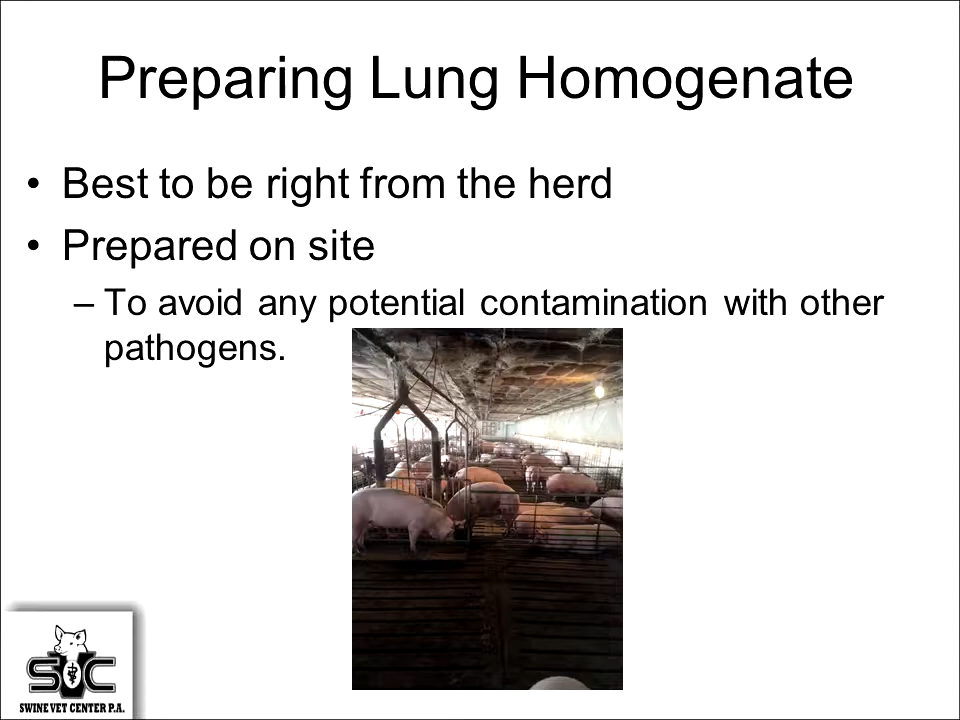 Preparing Lung Homogenate
• Best to be right from the herd
• Prepared on site
– To avoid any potential contamination with other
pathogens.
SVC
SWINE VET CENTER P.A.